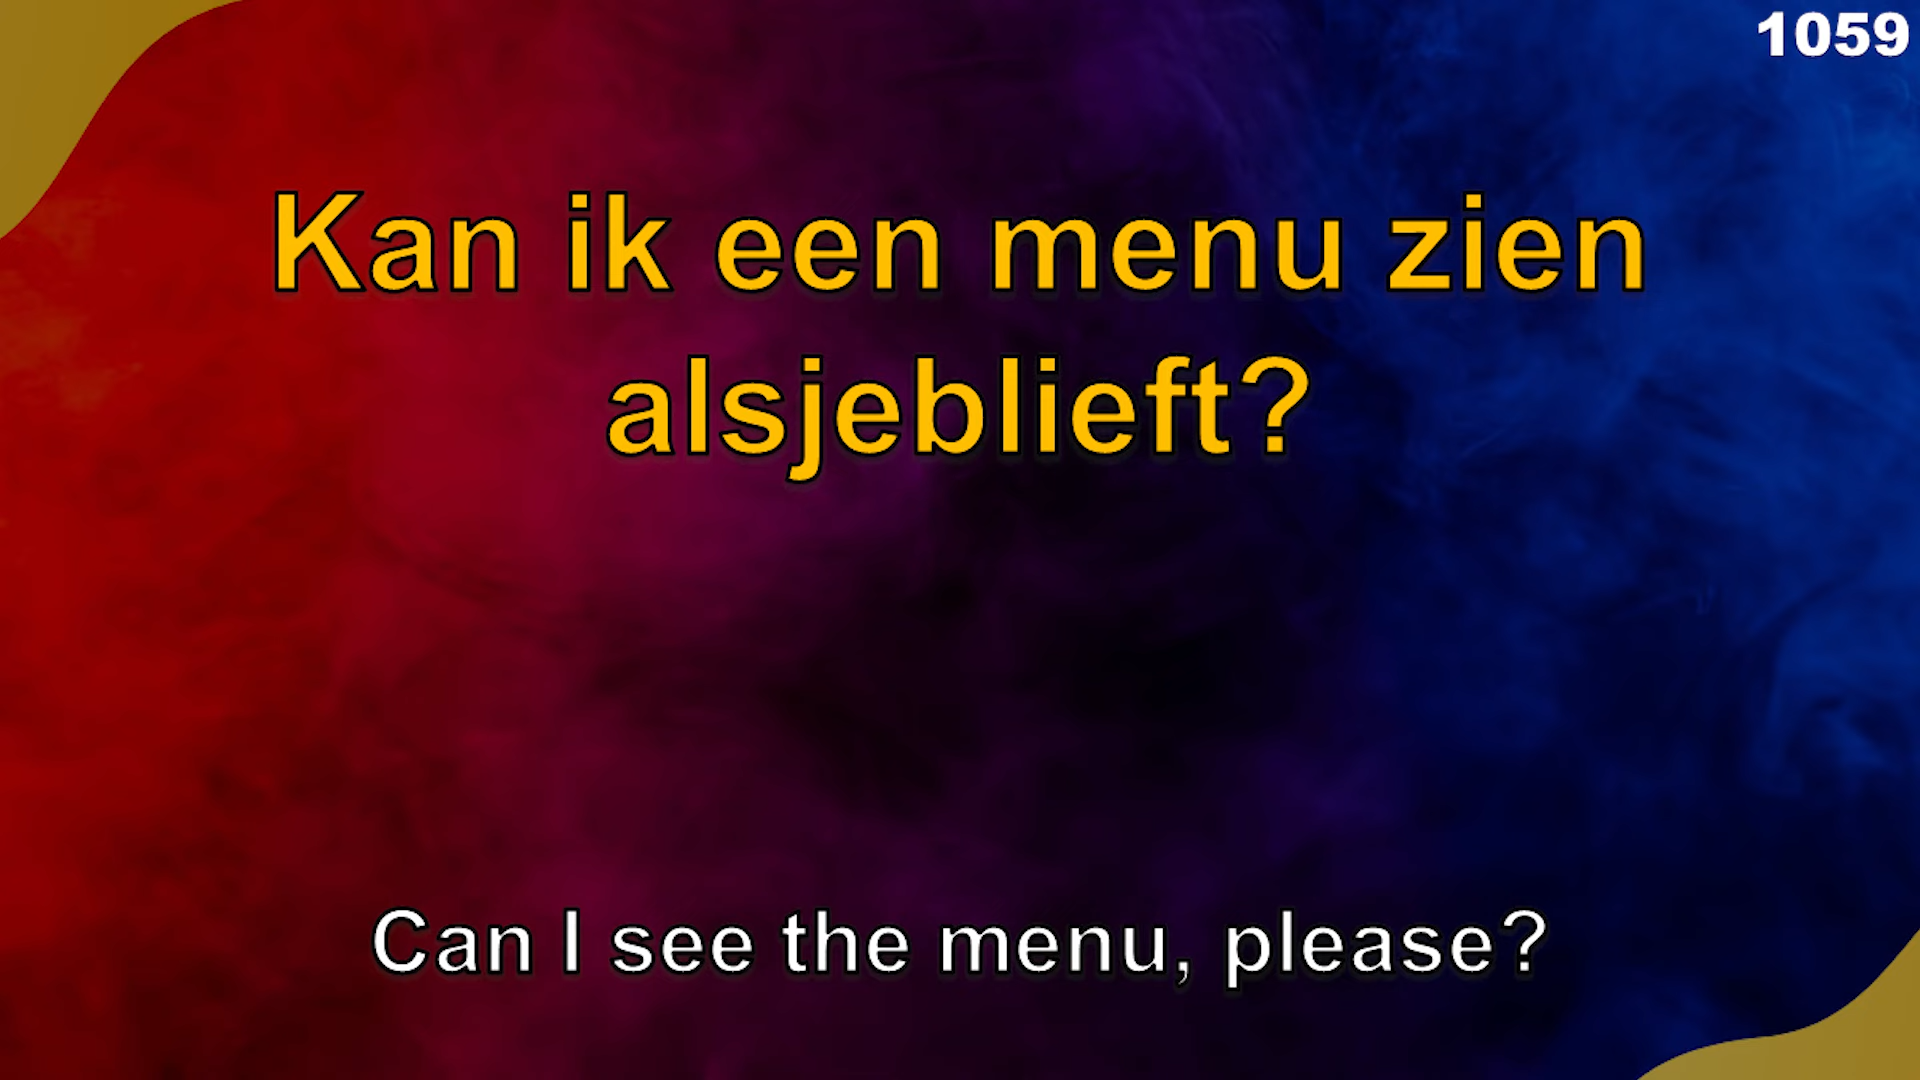 1059
Kan ik een menu zien
alsjeblieft?
Can I see the menu, please?